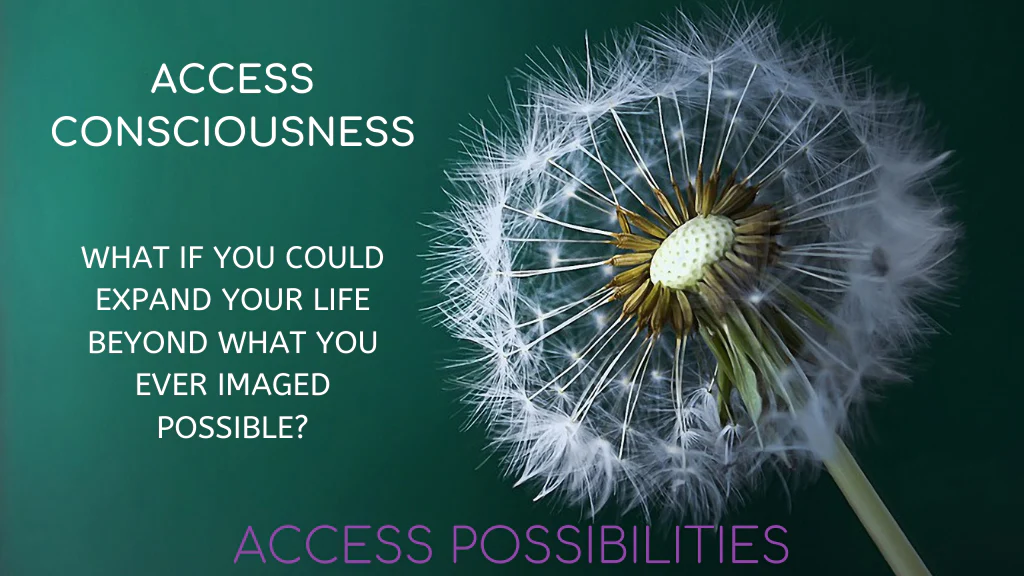 ACCESS
CONSCIOUSNESS
WHAT IF YOU COULD
EXPAND YOUR LIFE
BEYOND WHAT YOU
EVER IMAGED
POSSIBLE?
ACCESS POSSIBILITIES